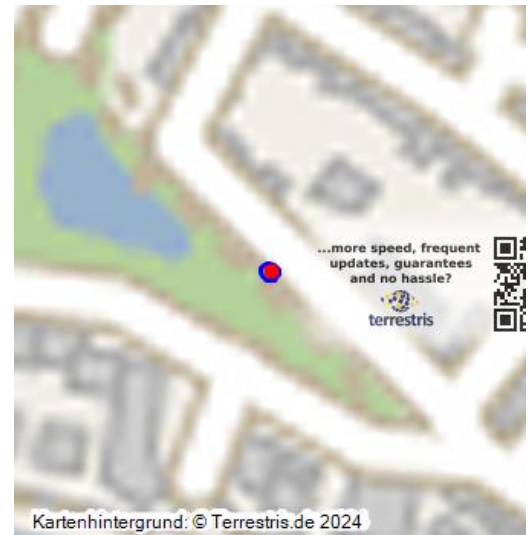 ...more speed, frequent
updates, guarantees
and no hassle?
terrestris
Kartenhintergrund: © Terrestris.de 2024